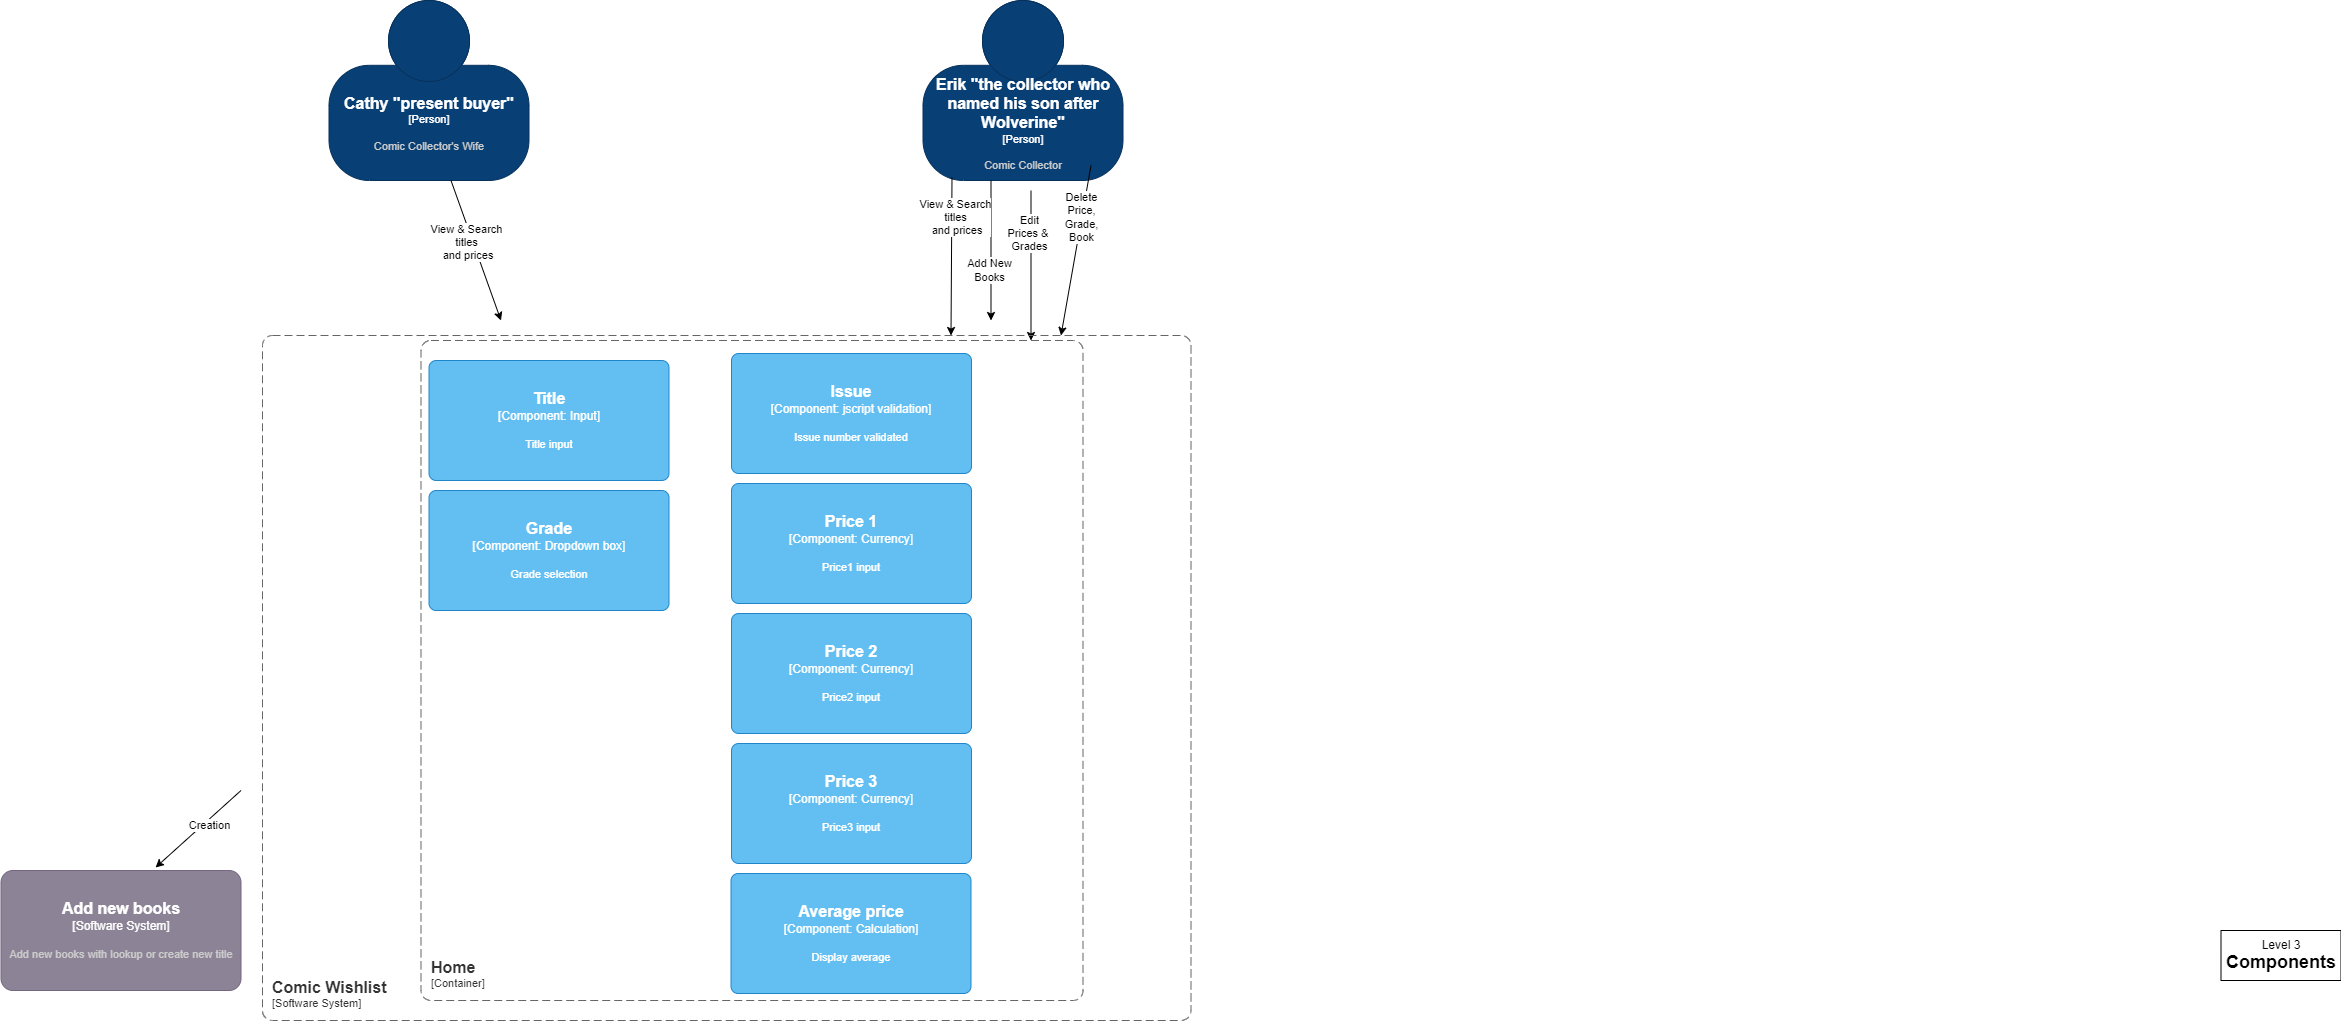 Cathy "present buyer"
[Person]
Comic Collector's Wife
Erik "the collector who
named his son after
Wolverine"
[Person]
Comic Collector
View & Search
titles
and prices
View & Search
titles
and prices
Add New
Books
Edit
Prices &
Grades
Delete
Price,
Grade,
Book
Title
[Component: Input]
Title input
Issue
[Component: jscript validation]
Issue number validated
Grade
[Component: Dropdown box]
Grade selection
Price 1
[Component: Currency]
Price1 input
Price 2
[Component: Currency]
Price2 input
Price 3
[Component: Currency]
Price3 input
Average price
[Component: Calculation]
Display average
Creation
Add new books
[Software System]
Add new books with lookup or create new title
Home
[Container]
Comic Wishlist
[Software System]
Level 3
Components